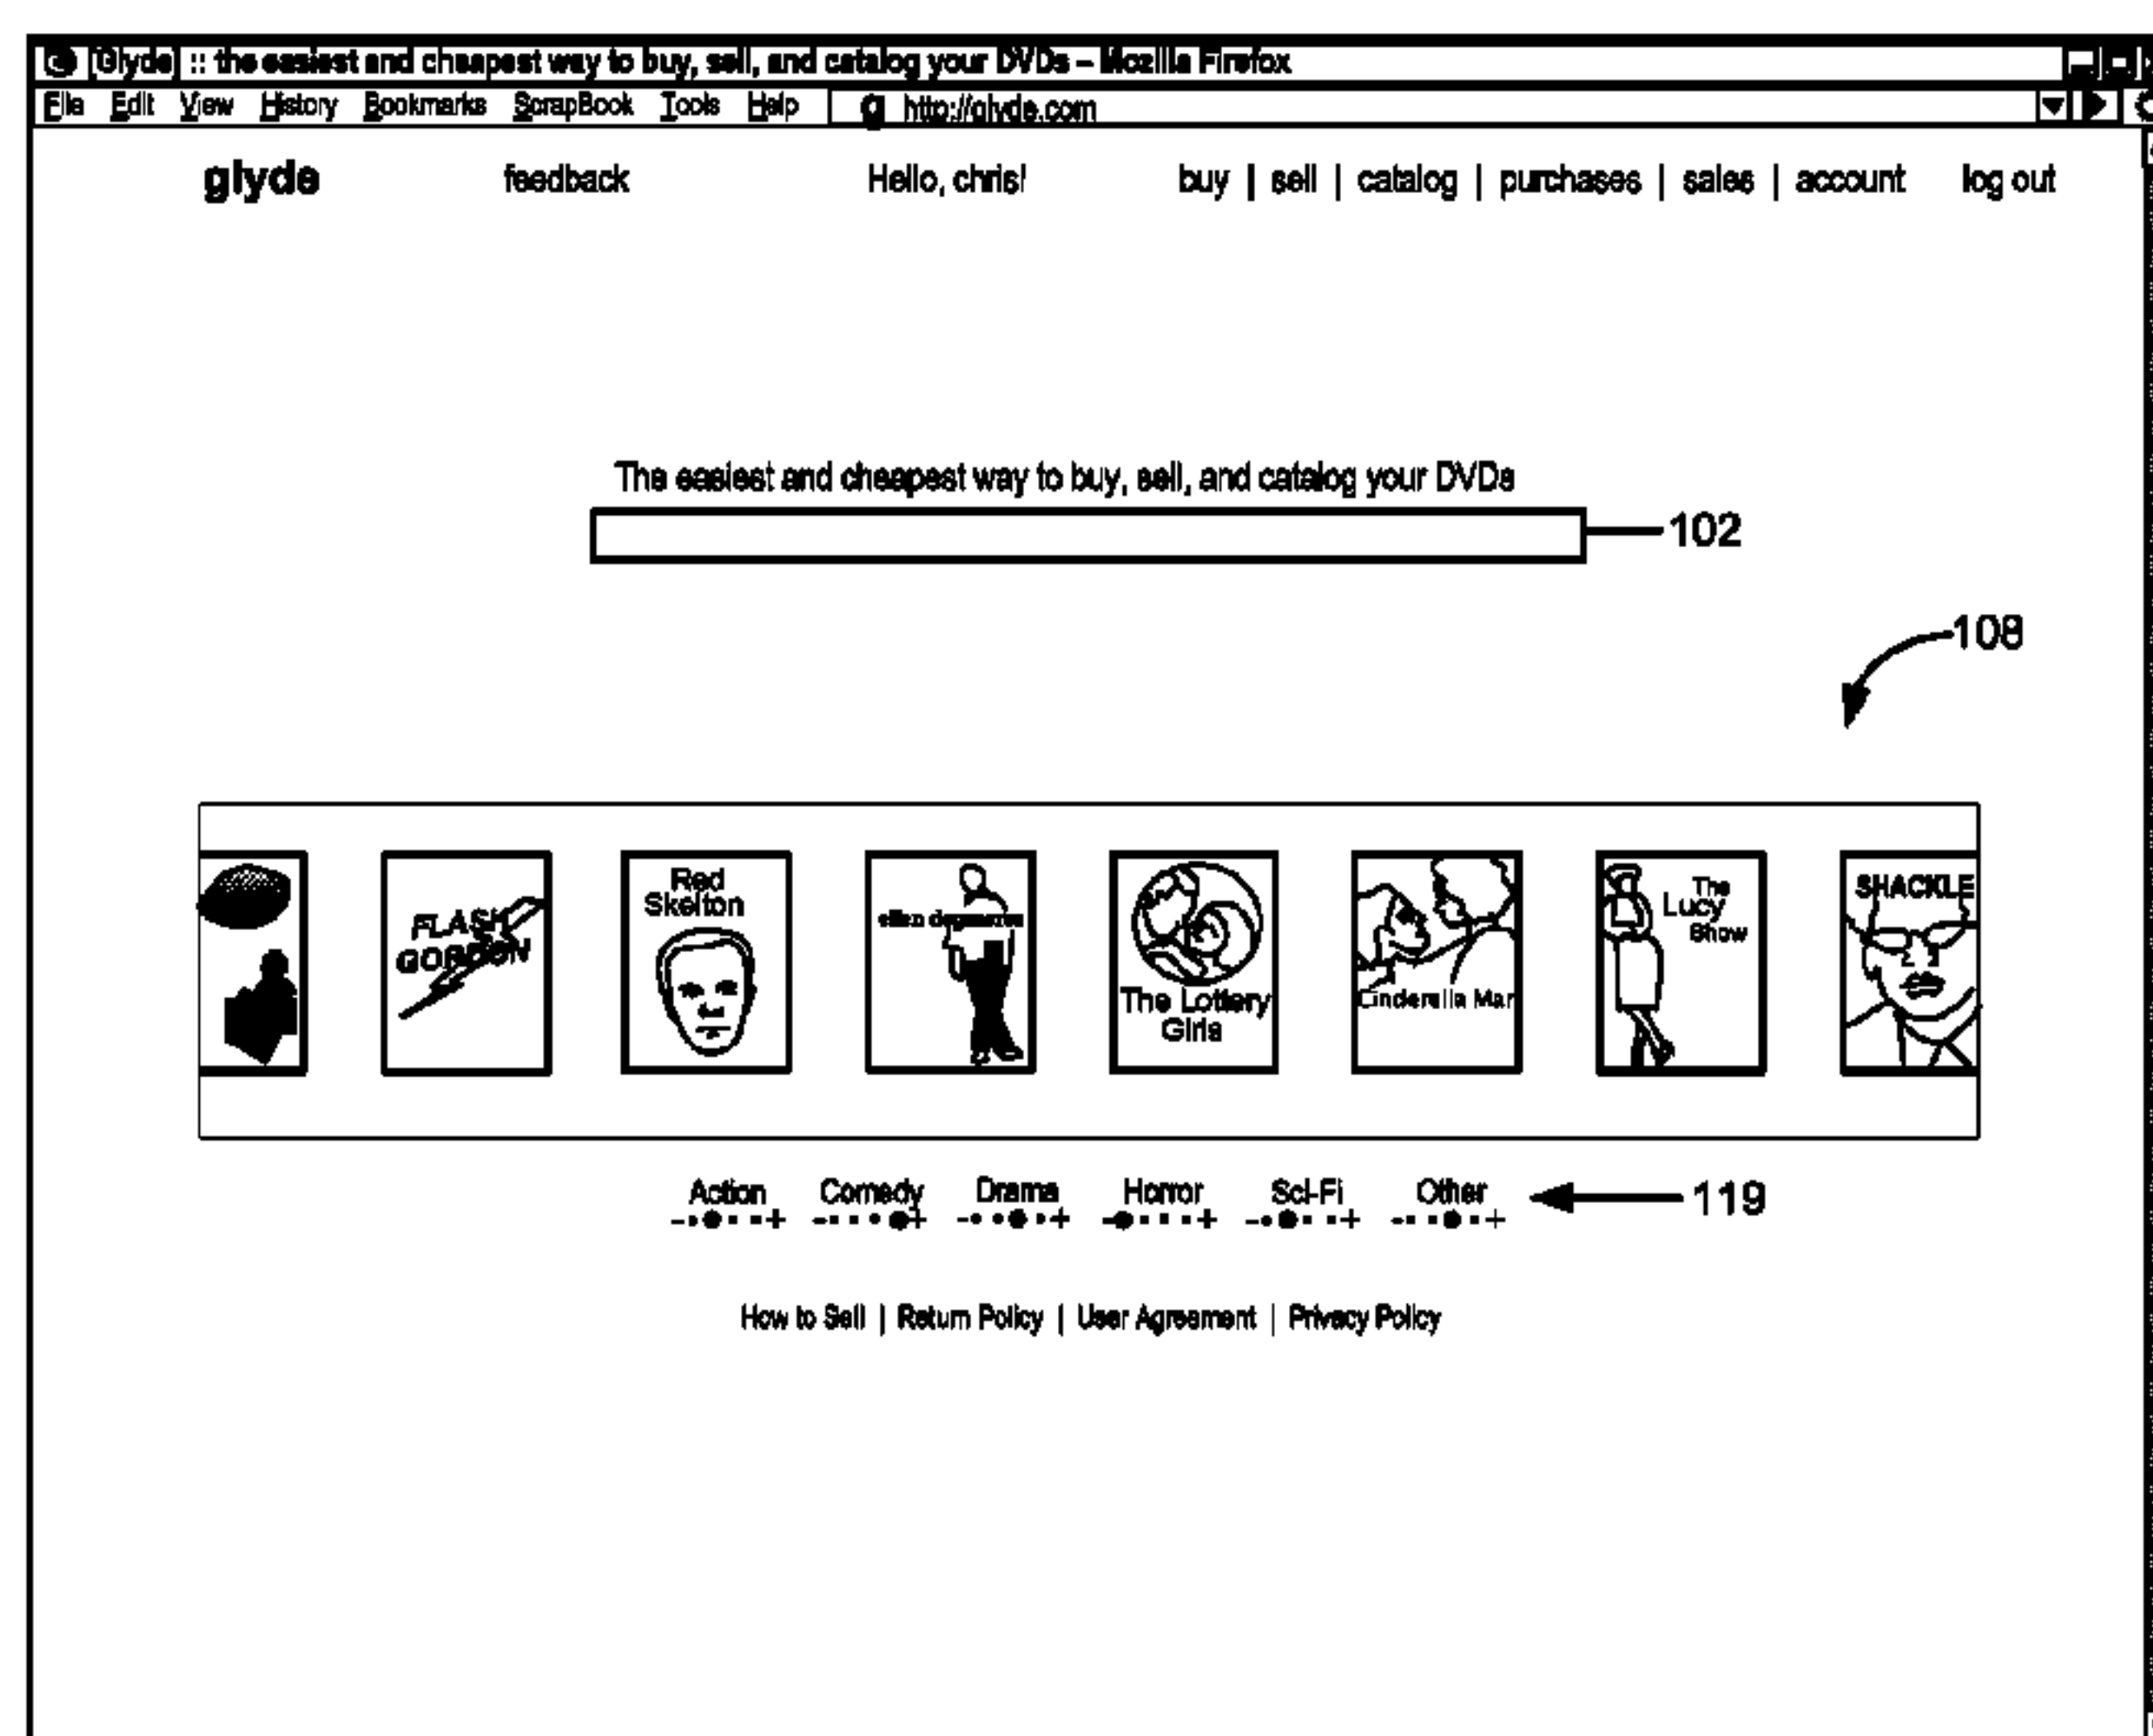 Glyde :: the easiest and cheapest way to buy, sell, and catalog your DVDs – Mozilla Firefox
File Edit View History Bookmarks ScrapBook Tools Help http://glyde.com
glyde feedback Hello, chris! buy | sell | catalog | purchases | sales | account log out
The easiest and cheapest way to buy, sell, and catalog your DVDs
102
108
FLASH
GORDON
Red
Skelton
ellen degeneres
The Lottery
Girls
Cinderella Man
The
Lucy
Show
SHACKLE
Action Comedy Drama Horror Sci-Fi Other 119
- + - + - + - + - + - +
How to Sell | Return Policy | User Agreement | Privacy Policy